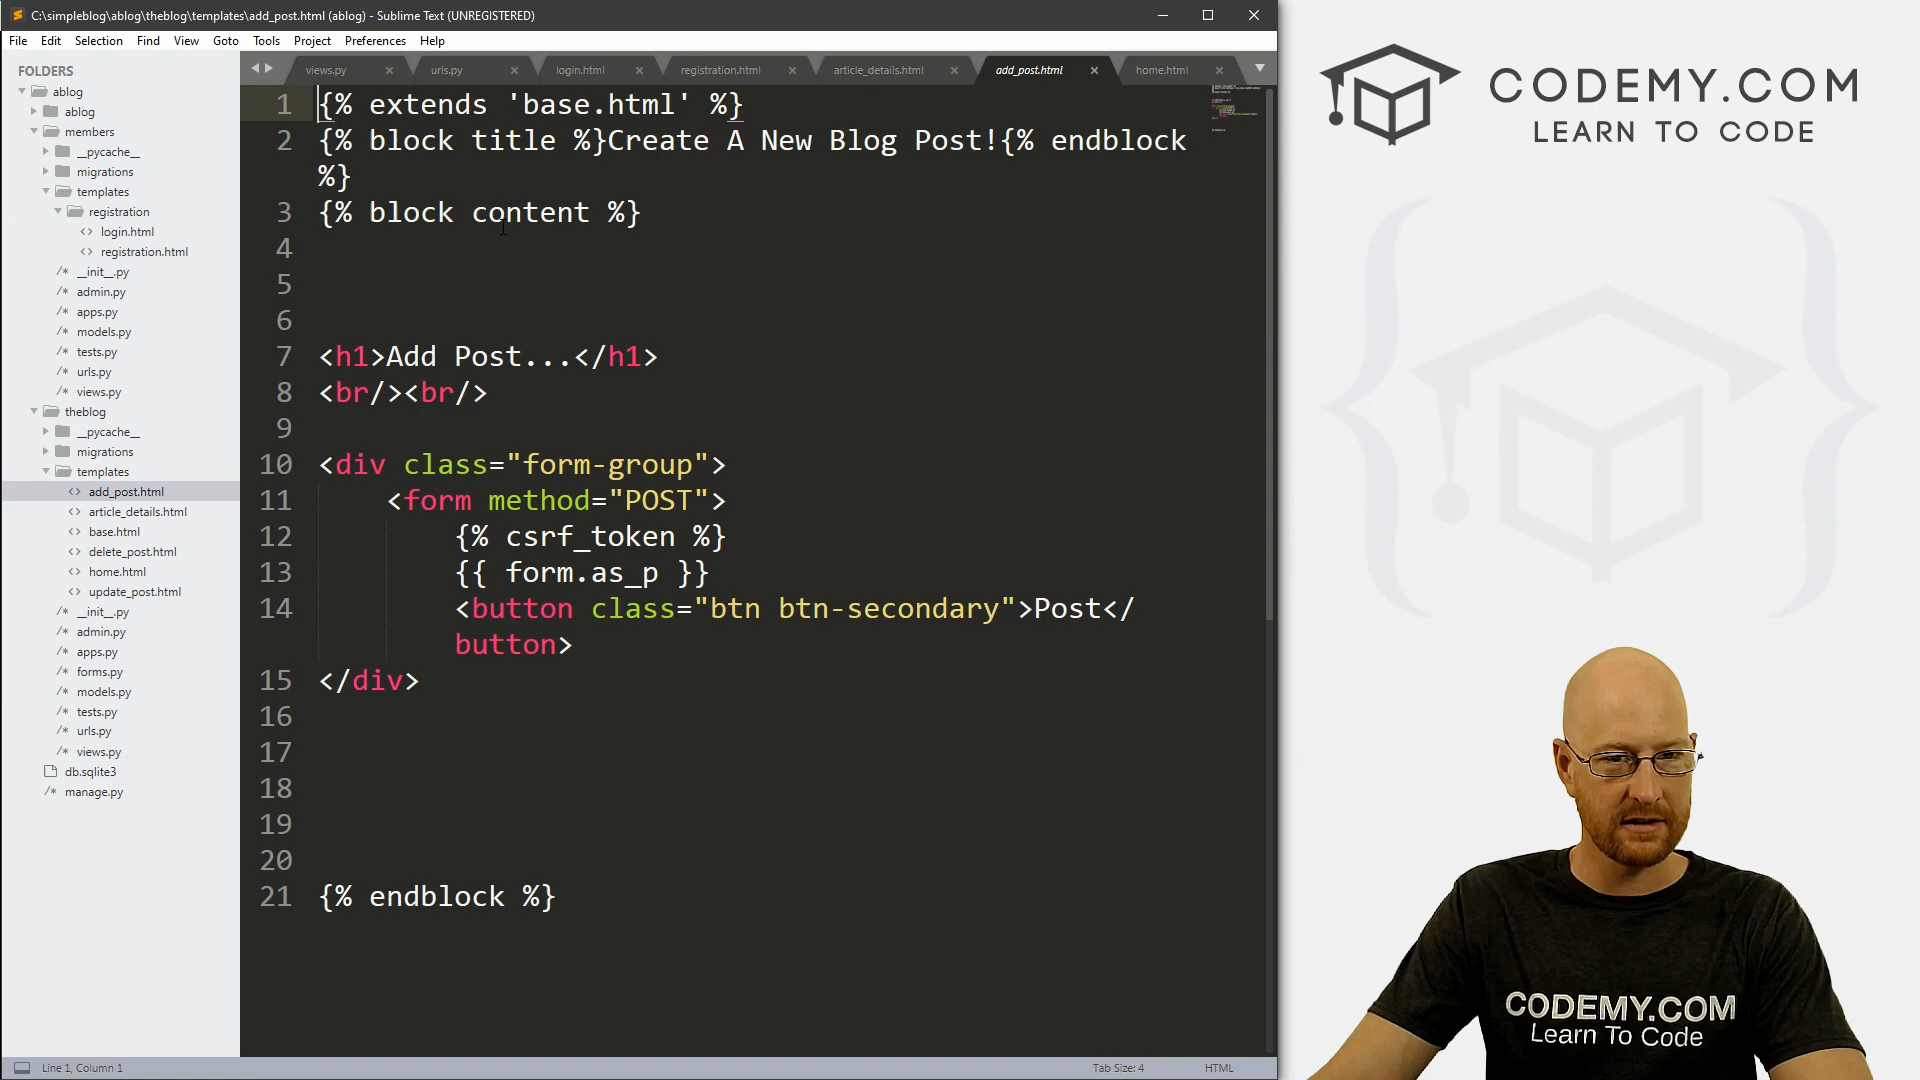 C:\simpleblog\ablog\theblog\templates\add_post.html (ablog) - Sublime Text (UNREGISTERED)
File Edit Selection Find View Goto Tools Project Preferences Help
FOLDERS
ablog
ablog
members
__pycache__
migrations
templates
registration
login.html
registration.html
__init__.py
admin.py
apps.py
models.py
tests.py
urls.py
views.py
theblog
__pycache__
migrations
templates
add_post.html
article_details.html
base.html
delete_post.html
home.html
update_post.html
__init__.py
admin.py
apps.py
forms.py
models.py
tests.py
urls.py
views.py
db.sqlite3
manage.py
views.py urls.py login.html registration.html article_details.html add_post.html home.html
1 {% extends 'base.html' %}
2 {% block title %}Create A New Blog Post!{% endblock
%}
3 {% block content %}
4
5
6
7 <h1>Add Post...</h1>
8 <br/><br/>
9
10 <div class="form-group">
11 <form method="POST">
12 {% csrf_token %}
13 {{ form.as_p }}
14 <button class="btn btn-secondary">Post</
button>
15 </div>
16
17
18
19
20
21 {% endblock %}
Line 1, Column 1
Tab Size: 4
HTML
CODEMY.COM
LEARN TO CODE
CODEMY.COM
Learn To Code